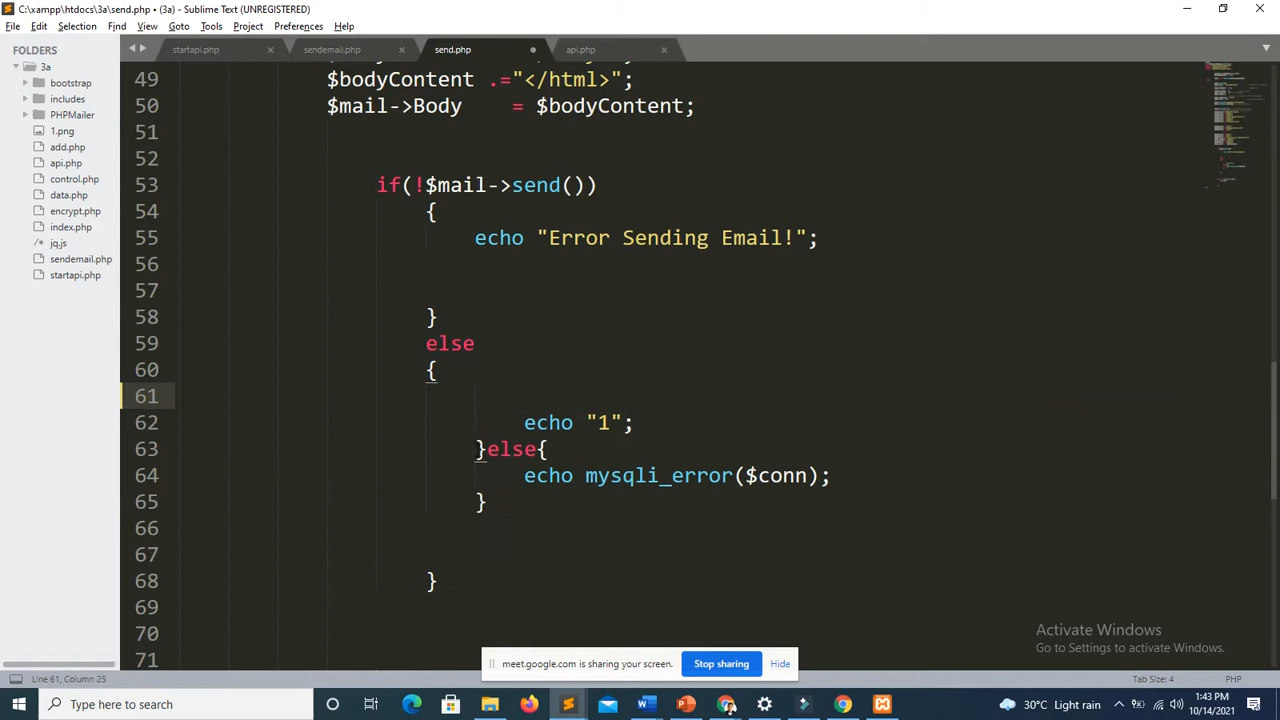 C:\xampp\htdocs\3a\send.php • (3a) - Sublime Text (UNREGISTERED)
File Edit Selection Find View Goto Tools Project Preferences Help
FOLDERS
3a
bootstrap
includes
PHPMailer
1.png
add.php
api.php
control.php
data.php
encrypt.php
index.php
jq.js
sendemail.php
startapi.php
startapi.php sendemail.php send.php api.php
49 $bodyContent .="</html>";
50 $mail->Body = $bodyContent;
51
52
53 if(!$mail->send())
54 {
55 echo "Error Sending Email!";
56
57
58 }
59 else
60 {
61
62 echo "1";
63 }else{
64 echo mysqli_error($conn);
65 }
66
67
68 }
69
70
71
Activate Windows
Go to Settings to activate Windows.
meet.google.com is sharing your screen. Stop sharing Hide
Line 61, Column 25 Tab Size: 4 PHP
Type here to search 30°C Light rain 1:43 PM
10/14/2021